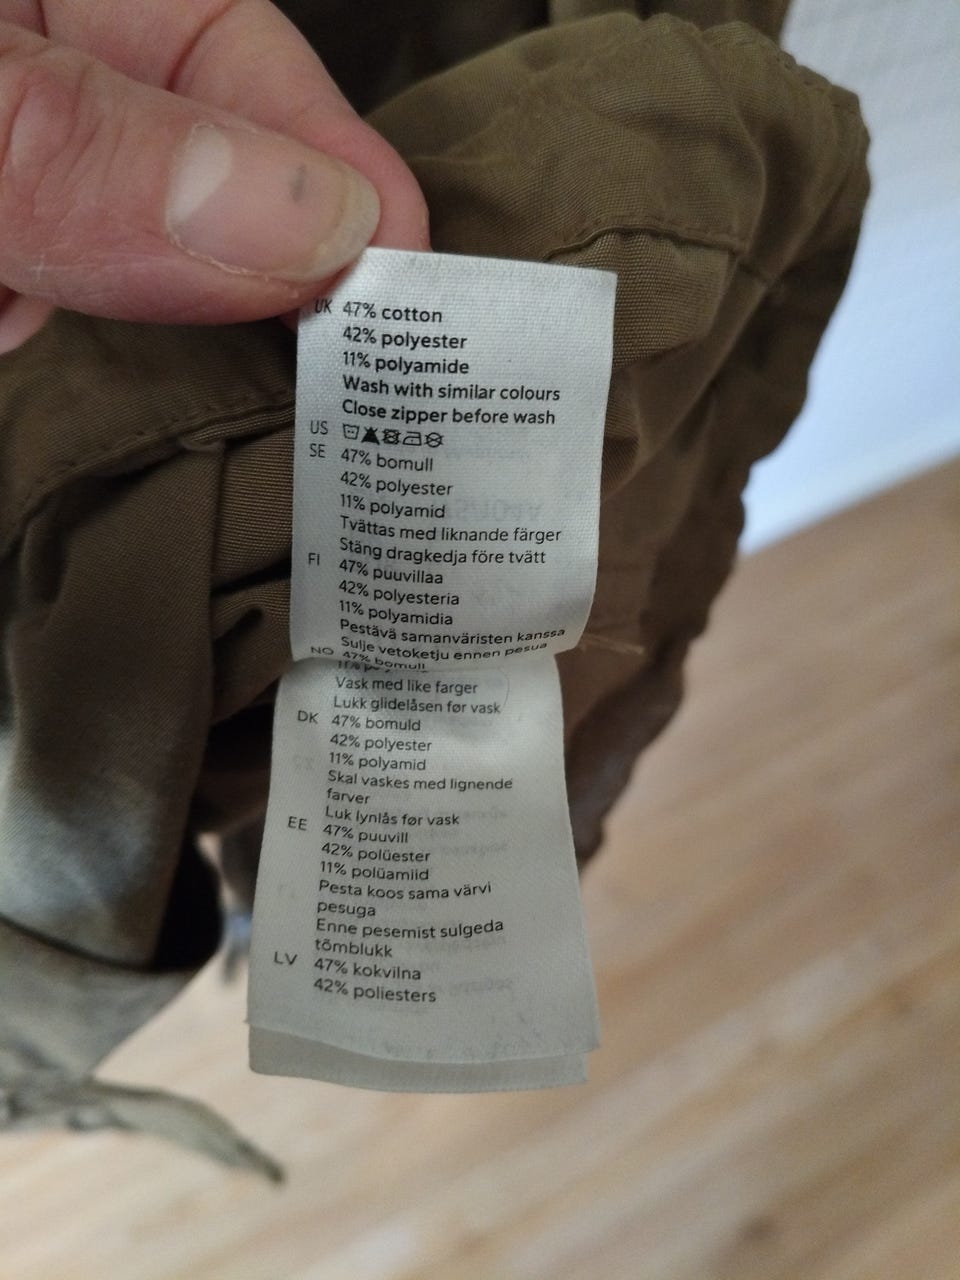 UK 47% cotton
42% polyester
11% polyamide
Wash with similar colours
Close zipper before wash
US
SE 47% bomull
42% polyester
11% polyamid
Tvättas med liknande färger
Stäng dragkedja före tvätt
FI 47% puuvillaa
42% polyesteria
11% polyamidia
Pestävä samanväristen kanssa
Sulje vetoketju ennen pesua
NO 47% bomull
11%
Vask med like farger
Lukk glidelåsen før vask
DK 47% bomuld
42% polyester
11% polyamid
Skal vaskes med lignende
farver
Luk lynlås før vask
EE 47% puuvill
42% polüester
11% polüamiid
Pesta koos sama värvi
pesuga
Enne pesemist sulgeda
tõmblukk
LV 47% kokvilna
42% poliesters